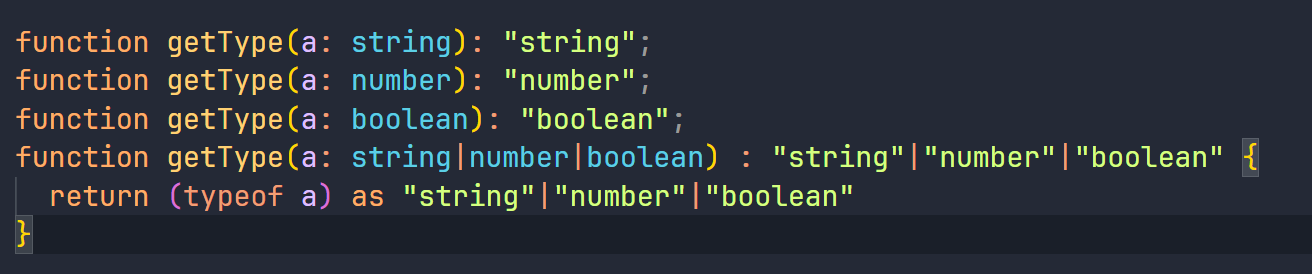 function getType(a: string): "string";
function getType(a: number): "number";
function getType(a: boolean): "boolean";
function getType(a: string|number|boolean) : "string"|"number"|"boolean" {
  return (typeof a) as "string"|"number"|"boolean"
}